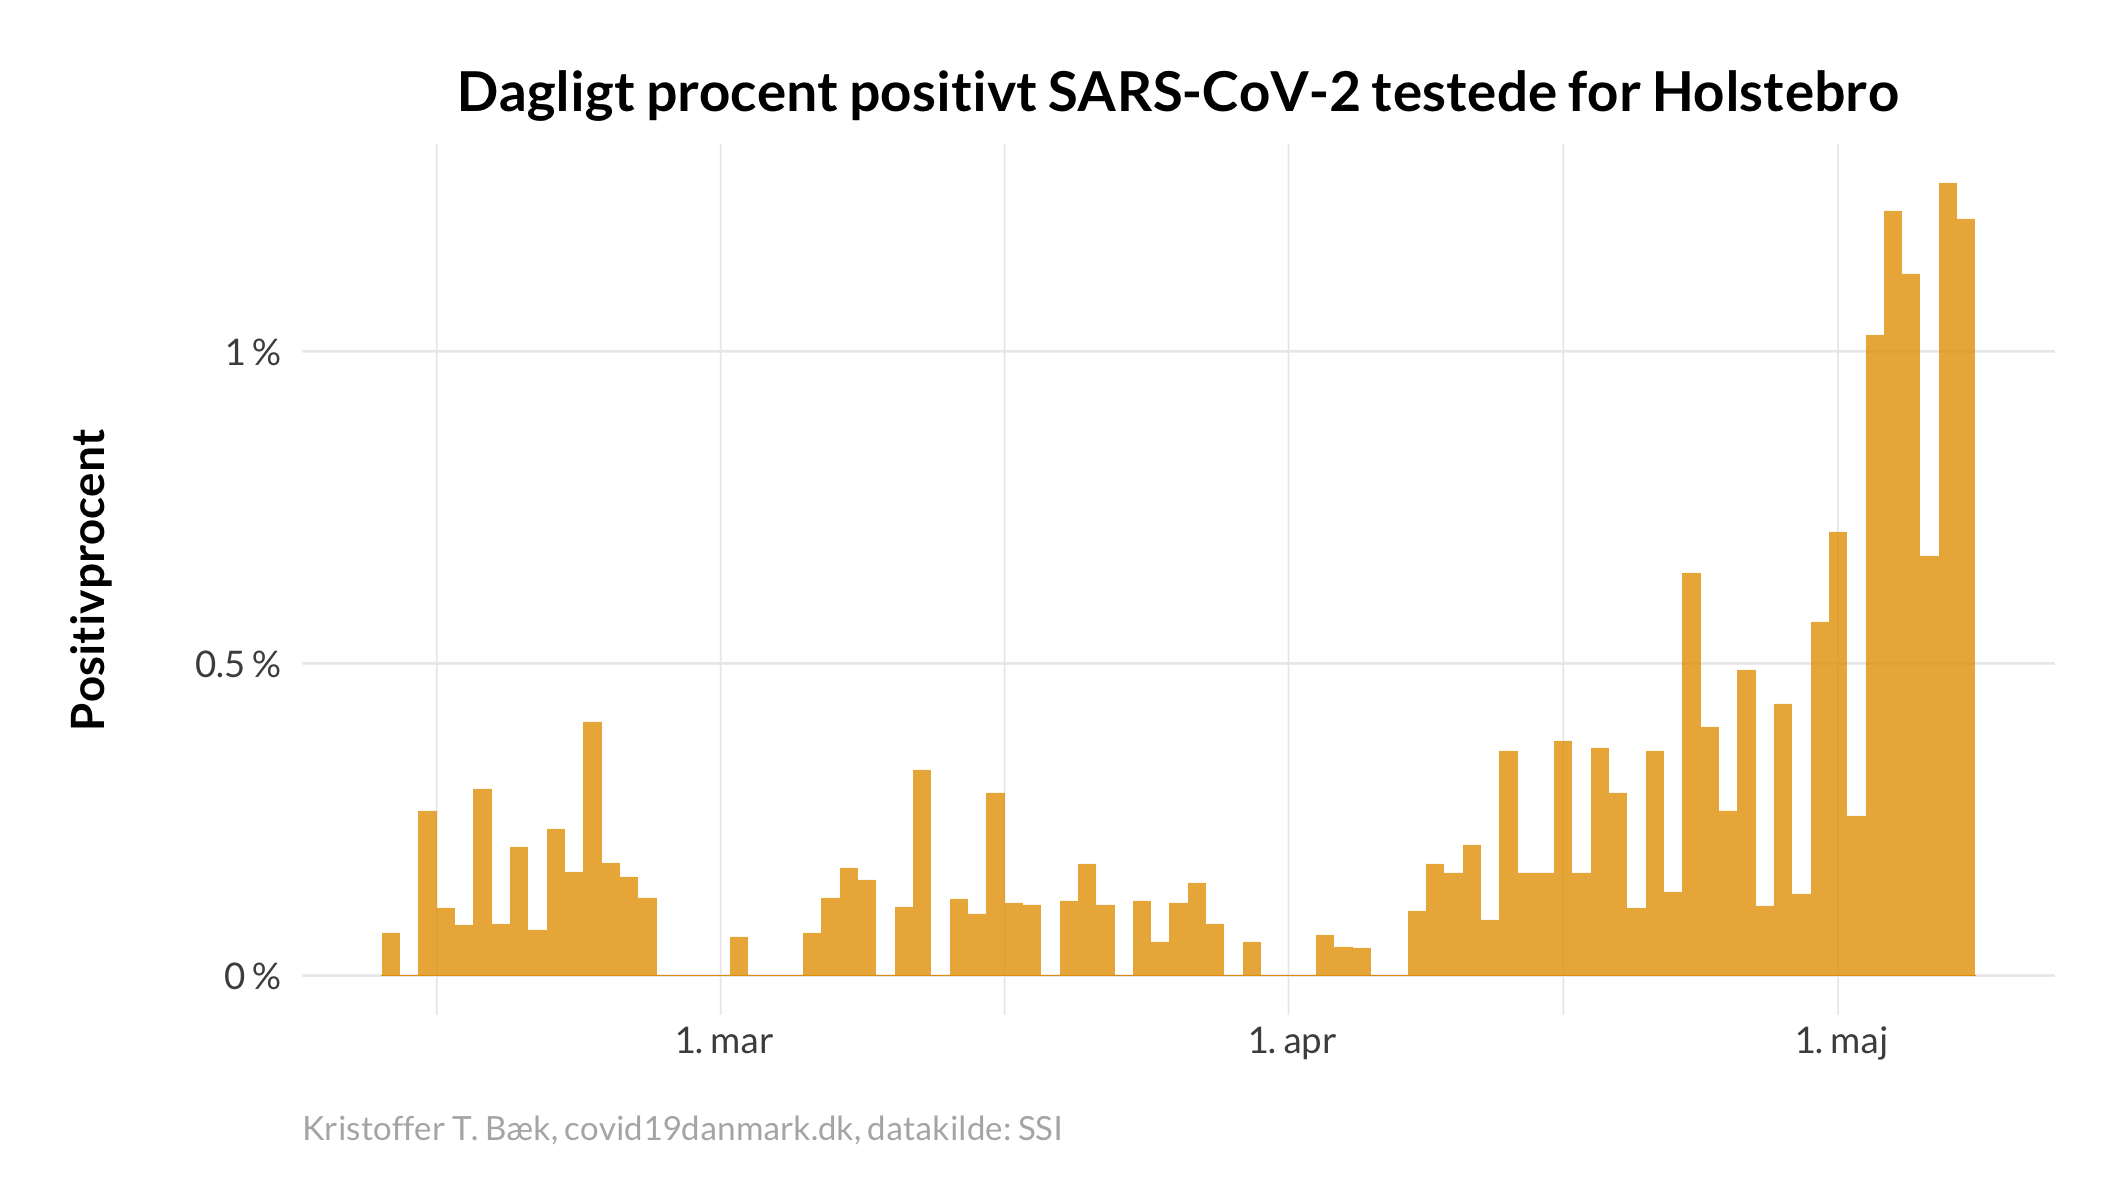 Dagligt procent positivt SARS-CoV-2 testede for Holstebro
Positivprocent
1 %
0.5 %
0 %
1. mar
1. apr
1. maj
Kristoffer T. Bæk, covid19danmark.dk, datakilde: SSI